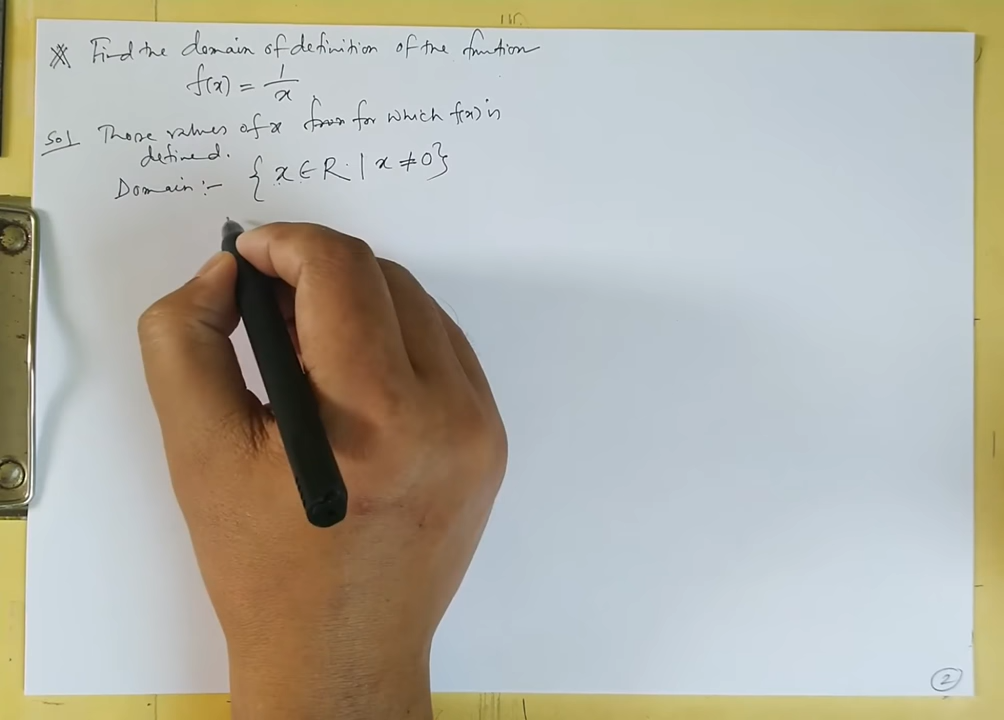 * Find the domain of definition of the function
f(x) = 1/x
Sol Those values of x from for which f(x) is
defined.
Domain :- { x ∈ R | x ≠ 0}
2